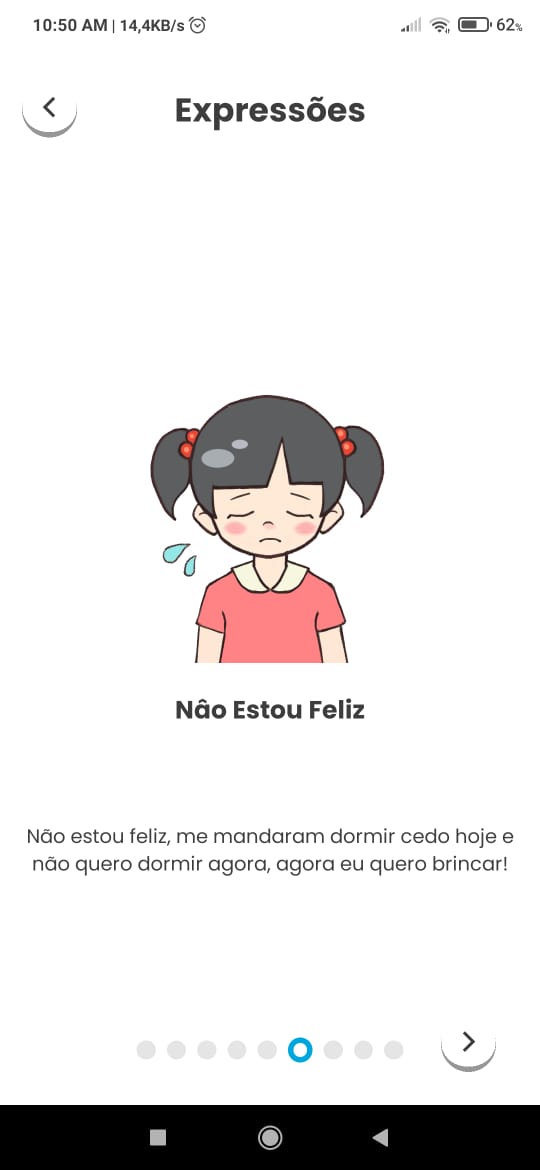 10:50 AM | 14,4KB/s
62%
Expressões
Nâo Estou Feliz
Não estou feliz, me mandaram dormir cedo hoje e
não quero dormir agora, agora eu quero brincar!